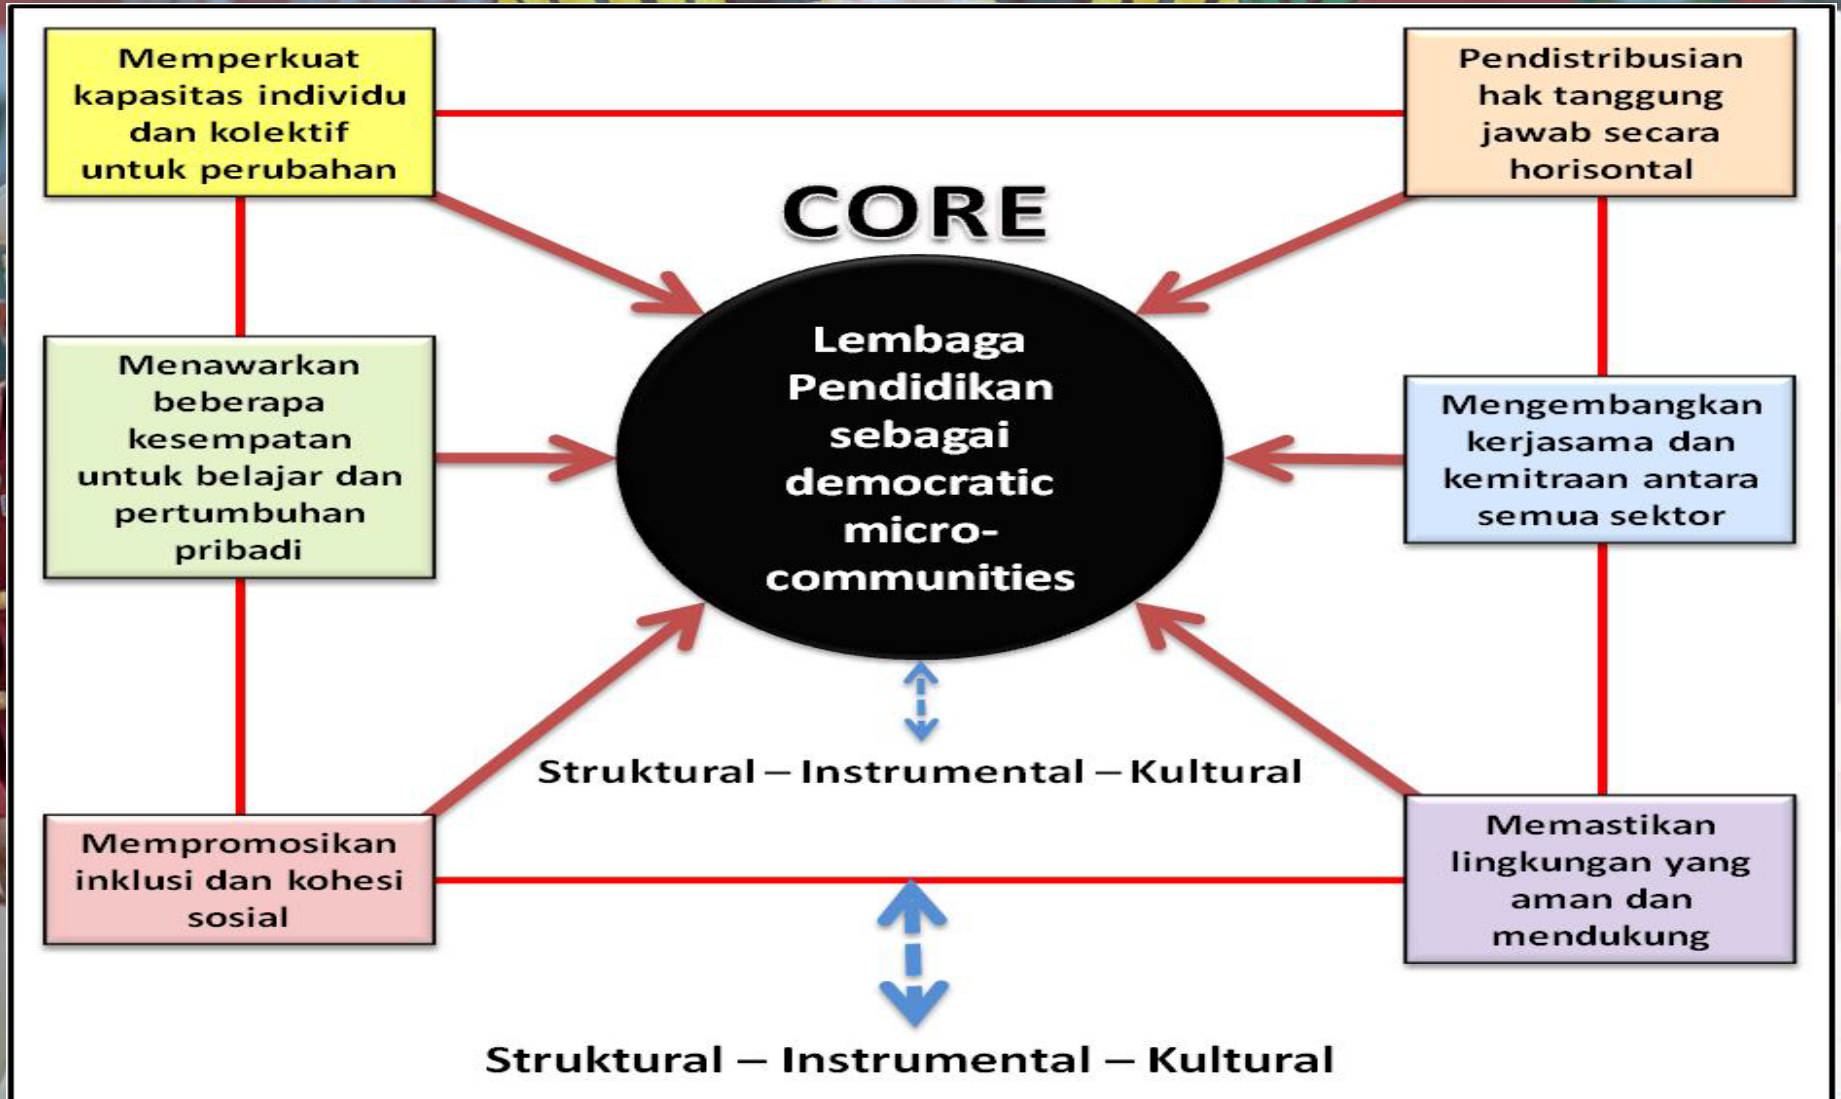 Memperkuat
kapasitas individu
dan kolektif
untuk perubahan
Pendistribusian
hak tanggung
jawab secara
horisontal
CORE
Lembaga
Pendidikan
sebagai
democratic
micro-
communities
Menawarkan
beberapa
kesempatan
untuk belajar dan
pertumbuhan
pribadi
Mengembangkan
kerjasama dan
kemitraan antara
semua sektor
Struktural – Instrumental – Kultural
Mempromosikan
inklusi dan kohesi
sosial
Memastikan
lingkungan yang
aman dan
mendukung
Struktural – Instrumental – Kultural